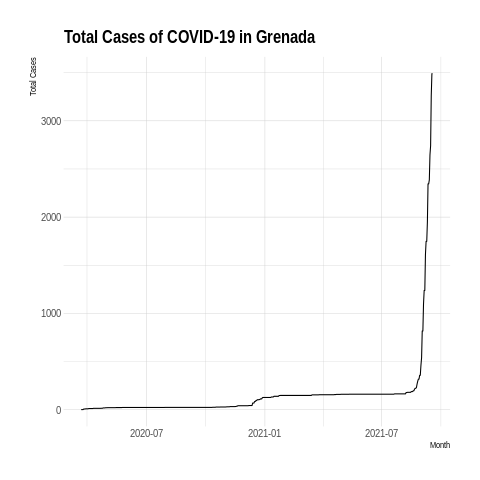 Total Cases of COVID-19 in Grenada
Total Cases
3000
2000
1000
0
2020-07 2021-01 2021-07
Month